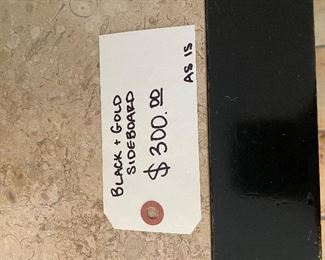 BLACK + GOLD
SIDEBOARD
$300.00
AS IS